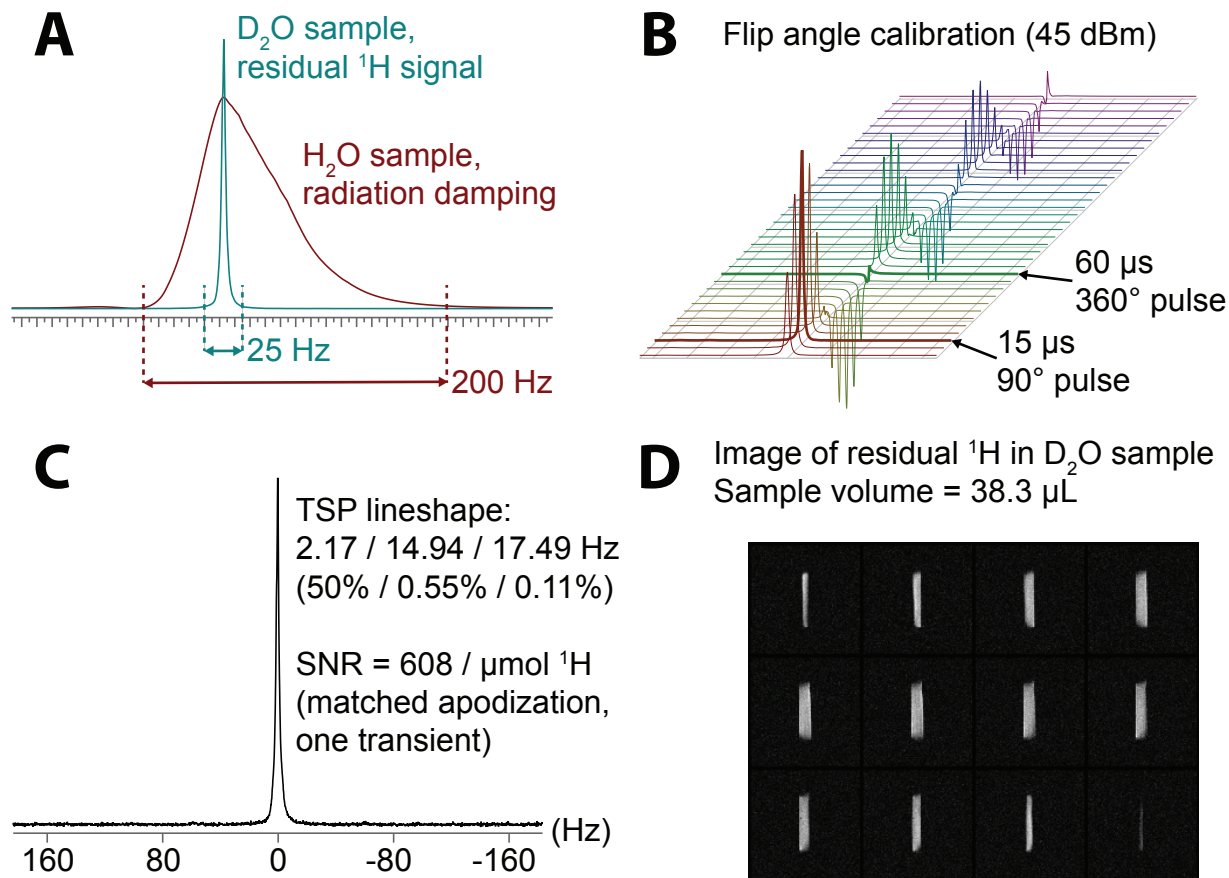 A
D₂O sample,
residual ¹H signal
H₂O sample,
radiation damping
25 Hz
200 Hz
B
Flip angle calibration (45 dBm)
60 µs
360° pulse
15 µs
90° pulse
C
TSP lineshape:
2.17 / 14.94 / 17.49 Hz
(50% / 0.55% / 0.11%)
SNR = 608 / µmol ¹H
(matched apodization,
one transient)
160 80 0 -80 -160 (Hz)
D
Image of residual ¹H in D₂O sample
Sample volume = 38.3 µL